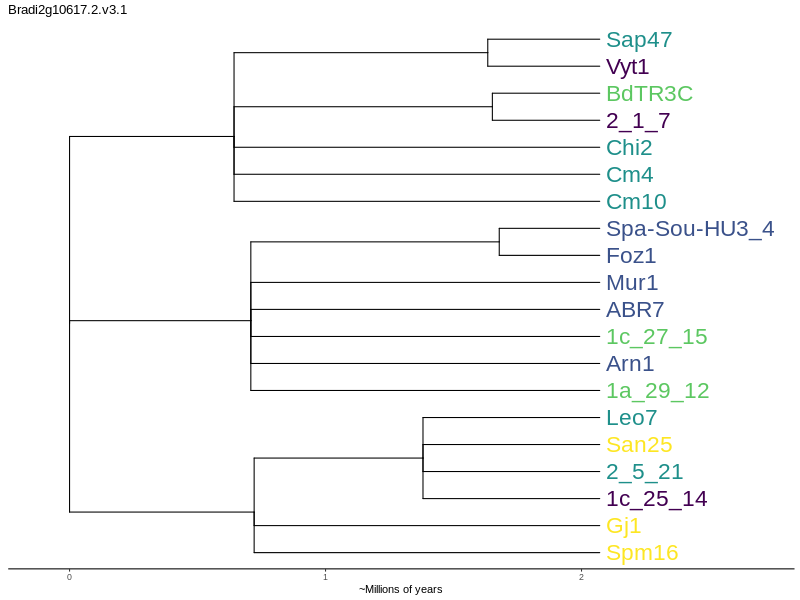 Bradi2g10617.2.v3.1
Sap47
Vyt1
BdTR3C
2_1_7
Chi2
Cm4
Cm10
Spa-Sou-HU3_4
Foz1
Mur1
ABR7
1c_27_15
Arn1
1a_29_12
Leo7
San25
2_5_21
1c_25_14
Gj1
Spm16
0 1 2
~Millions of years